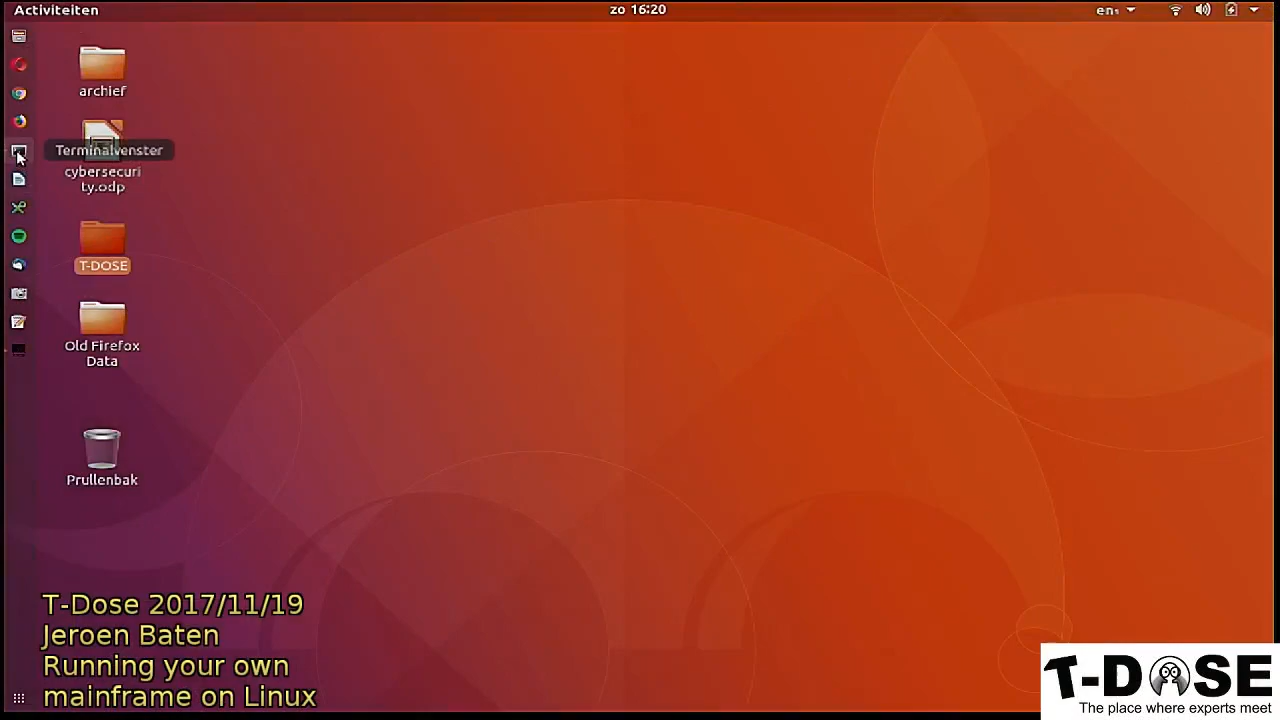 Activiteiten
zo 16:20
en₁
archief
Terminalvenster
cybersecuri
ty.odp
T-DOSE
Old Firefox
Data
Prullenbak
T-Dose 2017/11/19
Jeroen Baten
Running your own
mainframe on Linux
T-DOSE
The place where experts meet